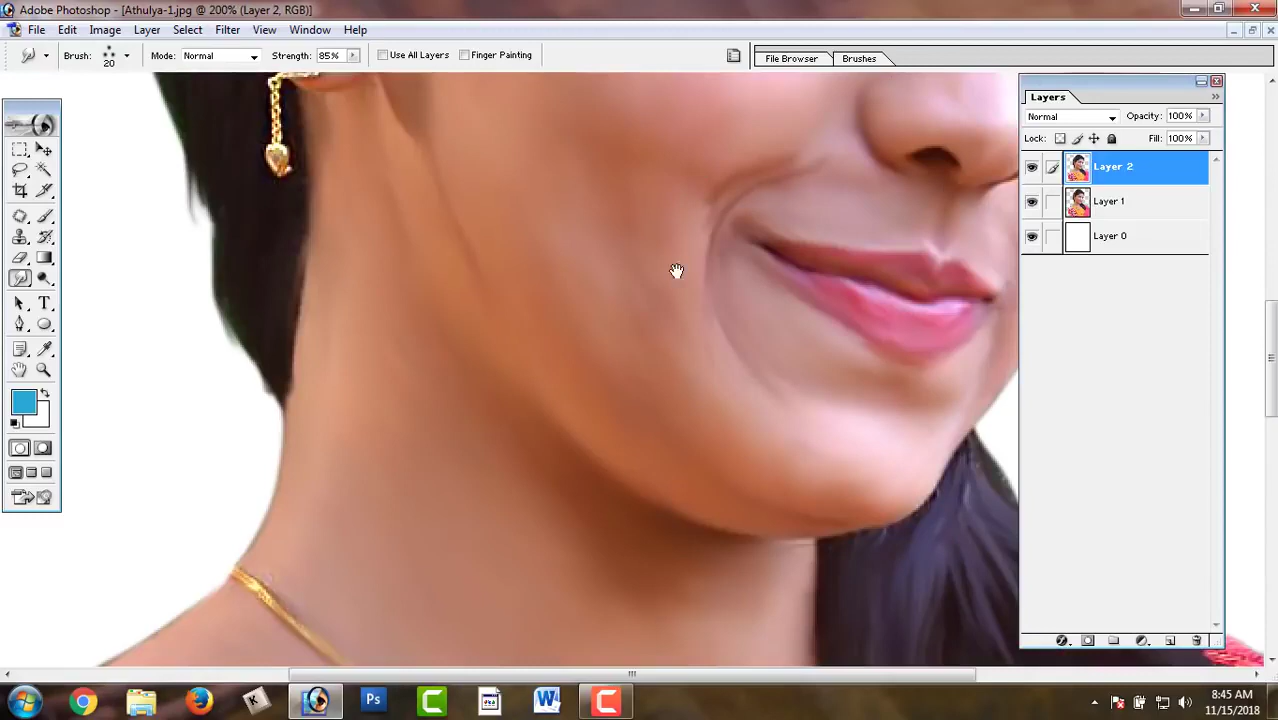 Adobe Photoshop - [Athulya-1.jpg @ 200% (Layer 2, RGB)]
File Edit Image Layer Select Filter View Window Help
Brush: 20 Mode: Normal Strength: 85% Use All Layers Finger Painting File Browser Brushes
Layers
Normal Opacity: 100%
Lock: Fill: 100%
Layer 2
Layer 1
Layer 0
T
K Ps C W C 8:45 AM
11/15/2018